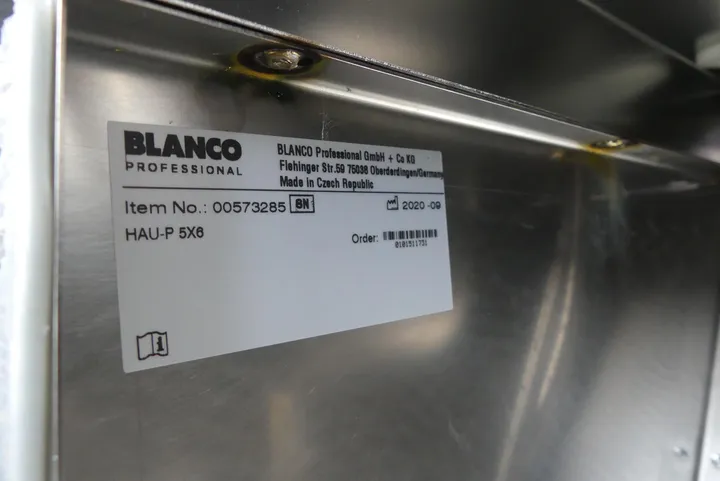 BLANCO
PROFESSIONAL
BLANCO Professional GmbH + Co KG
Flehinger Str.59 75038 Oberderdingen/Germany
Made in Czech Republic
Item No.: 00573285 SN
2020 -09
HAU-P 5X6
Order:
0101511731
i